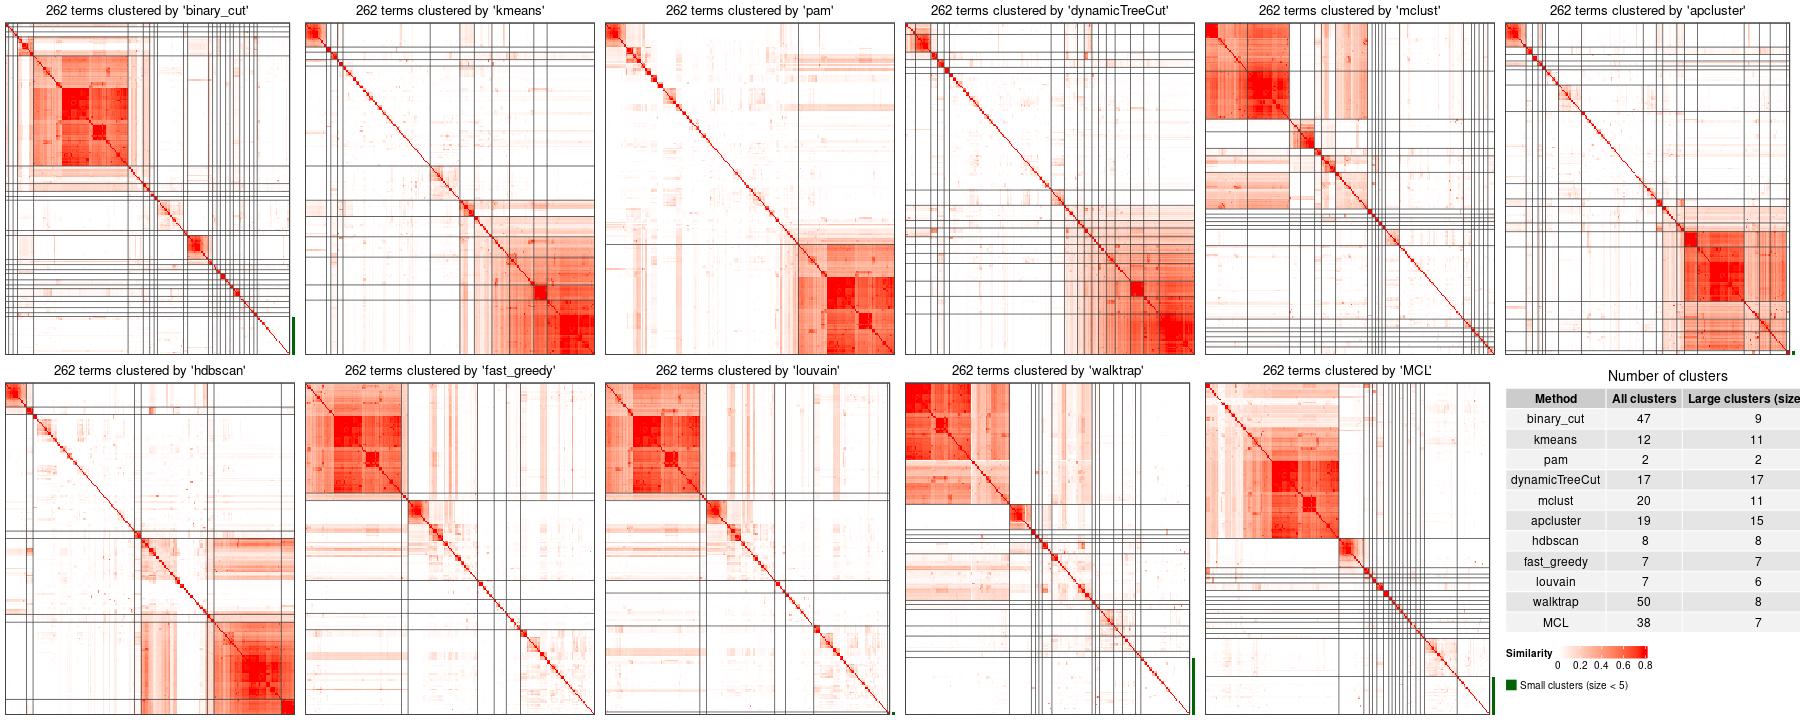 262 terms clustered by 'binary_cut'
262 terms clustered by 'kmeans'
262 terms clustered by 'pam'
262 terms clustered by 'dynamicTreeCut'
262 terms clustered by 'mclust'
262 terms clustered by 'apcluster'
262 terms clustered by 'hdbscan'
262 terms clustered by 'fast_greedy'
262 terms clustered by 'louvain'
262 terms clustered by 'walktrap'
262 terms clustered by 'MCL'
Number of clusters
Method All clusters Large clusters (size
binary_cut 47 9
kmeans 12 11
pam 2 2
dynamicTreeCut 17 17
mclust 20 11
apcluster 19 15
hdbscan 8 8
fast_greedy 7 7
louvain 7 6
walktrap 50 8
MCL 38 7
Similarity
0 0.2 0.4 0.6 0.8
Small clusters (size < 5)